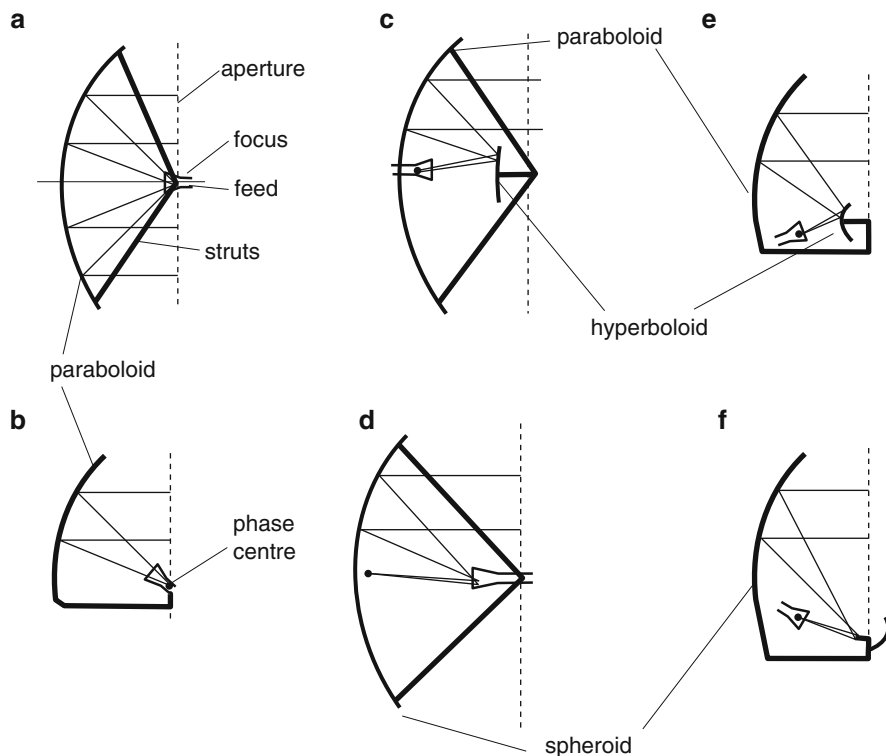 a
aperture
focus
feed
struts
c
paraboloid
e
hyperboloid
paraboloid
b
phase
centre
d
f
spheroid